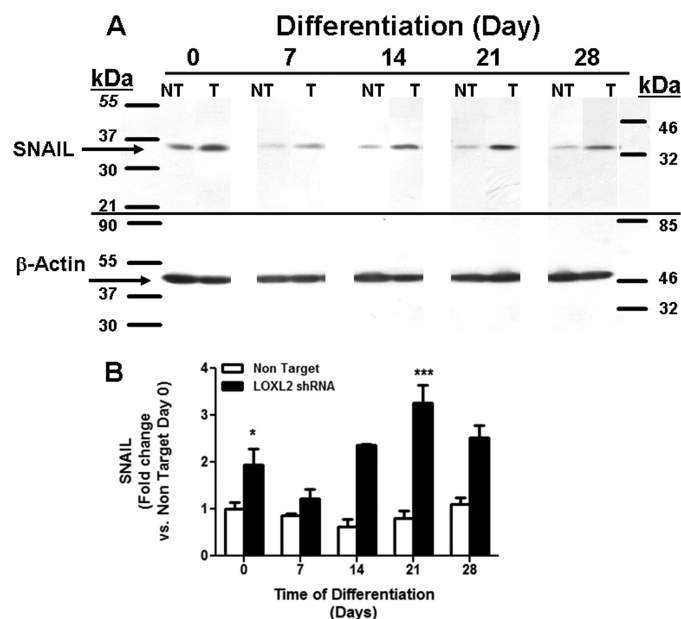 A
Differentiation (Day)
0 7 14 21 28
kDa
NT T NT T NT T NT T NT T
kDa
55
37
SNAIL
30
21
46
32
90
55
β-Actin
37
30
85
46
32
B
Non Target
LOXL2 shRNA
SNAIL
(Fold change
vs. Non Target Day 0)
4
3
2
1
0
*
***
0 7 14 21 28
Time of Differentiation
(Days)